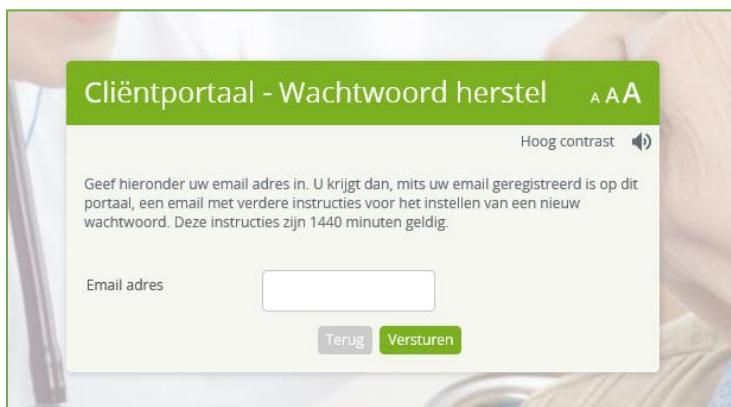 Cliëntportaal - Wachtwoord herstel A A A
Hoog contrast
Geef hieronder uw email adres in. U krijgt dan, mits uw email geregistreerd is op dit
portaal, een email met verdere instructies voor het instellen van een nieuw
wachtwoord. Deze instructies zijn 1440 minuten geldig.
Email adres
Terug Versturen